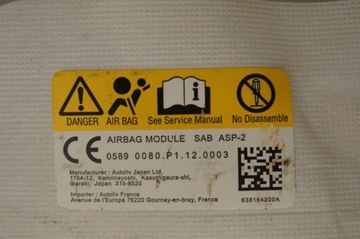 DANGER AIR BAG See Service Manual No Disassemble
CE AIRBAG MODULE SAB ASP-2
0589 0080.P1.12.0003
Manufacturer : Autoliv Japan Ltd.
1764-12, Kaminayoshi, Kasumigaura-shi,
Ibaraki, Japan 315-8520
Importer : Autoliv France
Avenue de l'Europe 76220 Gournay-en-bray, France
638164200A